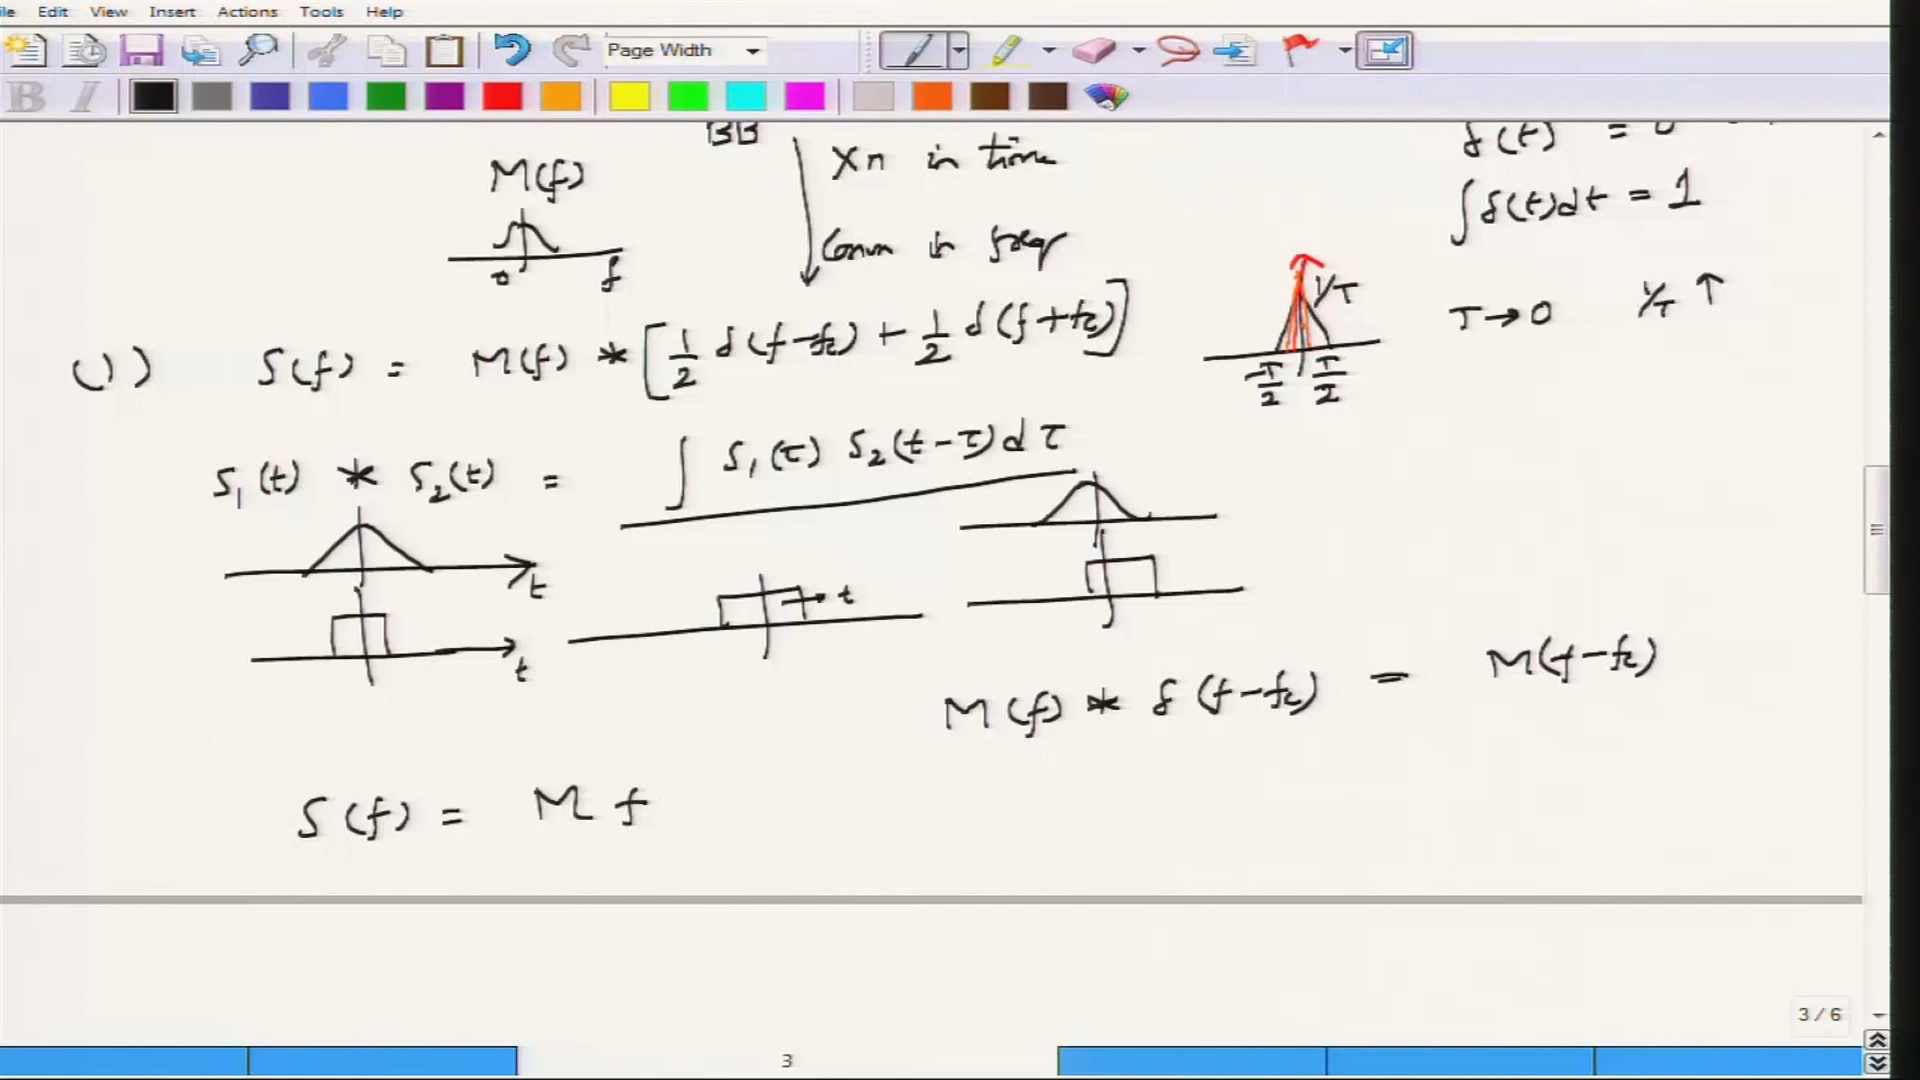 Edit View Insert Actions Tools Help
Page Width
B I
BB
M(f)
Xn in time
0 f
Conv in freq
δ(t) = 0
∫δ(t)dt = 1
1/T
T→0 1/T ↑
-T/2 T/2
(1) S(f) = M(f) * [1/2 δ(f-fc) + 1/2 δ(f+fc)]
S₁(t) * S₂(t) = ∫ S₁(τ) S₂(t-τ)dτ
t
t
t
M(f) * δ(f-fc) = M(f-fc)
S(f) = M f
3 / 6
3